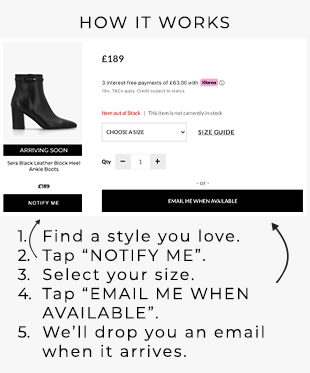 HOW IT WORKS
£189
3 interest-free payments of £63.00 with Klarna
18+, T&Cs apply. Credit subject to status.
Item out of Stock | This item is not currently in stock
CHOOSE A SIZE
SIZE GUIDE
Qty − 1 +
- or -
EMAIL ME WHEN AVAILABLE
ARRIVING SOON
Sera Black Leather Block Heel
Ankle Boots
£189
NOTIFY ME
1. Find a style you love.
2. Tap “NOTIFY ME”.
3. Select your size.
4. Tap “EMAIL ME WHEN
AVAILABLE”.
5. We’ll drop you an email
when it arrives.